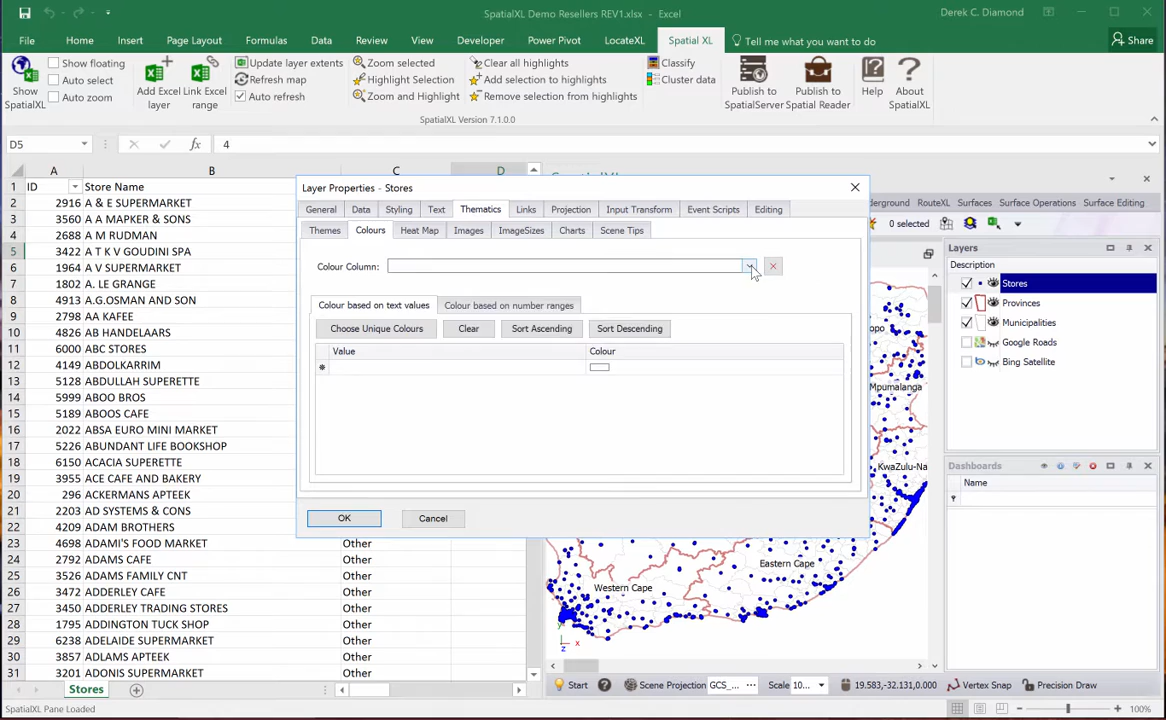 SpatialXL Demo Resellers REV1.xlsx - Excel
Derek C. Diamond
File Home Insert Page Layout Formulas Data Review View Developer Power Pivot LocateXL Spatial XL Tell me what you want to do Share
Show SpatialXL
Show floating
Auto select
Auto zoom
Add Excel layer
Link Excel range
Update layer extents
Refresh map
Auto refresh
Zoom selected
Highlight Selection
Zoom and Highlight
Clear all highlights
Add selection to highlights
Remove selection from highlights
Classify
Cluster data
Publish to SpatialServer
Publish to Spatial Reader
Help
About SpatialXL
SpatialXL Version 7.1.0.0
D5 fx 4
A B C D
1 ID Store Name
2 2916 A & E SUPERMARKET
3 3560 A A MAPKER & SONS
4 2688 A M RUDMAN
5 3422 A T K V GOUDINI SPA
6 1964 A V SUPERMARKET
7 1802 A. LE GRANGE
8 4913 A.G.OSMAN AND SON
9 2798 AA KAFEE
10 4826 AB HANDELAARS
11 6000 ABC STORES
12 4149 ABDOLKARRIM
13 5128 ABDULLAH SUPERETTE
14 5999 ABOO BROS
15 5189 ABOOS CAFE
16 2022 ABSA EURO MINI MARKET
17 5226 ABUNDANT LIFE BOOKSHOP
18 6150 ACACIA SUPERETTE
19 3955 ACE CAFE AND BAKERY
20 296 ACKERMANS APTEEK
21 2203 AD SYSTEMS & CONS
22 4209 ADAM BROTHERS
23 4698 ADAMI'S FOOD MARKET Other
24 2792 ADAMS CAFE Other
25 3526 ADAMS FAMILY CNT Other
26 3472 ADDERLEY CAFE Other
27 3450 ADDERLEY TRADING STORES Other
28 1795 ADDINGTON TUCK SHOP Other
29 6238 ADELAIDE SUPERMARKET Other
30 3857 ADLAMS APTEEK Other
31 3201 ADONIS SUPERMARKET Other
Layer Properties - Stores
General Data Styling Text Thematics Links Projection Input Transform Event Scripts Editing
Themes Colours Heat Map Images ImageSizes Charts Scene Tips
Colour Column:
Colour based on text values Colour based on number ranges
Choose Unique Colours Clear Sort Ascending Sort Descending
Value Colour
OK Cancel
RouteXL Surfaces Surface Operations Surface Editing
0 selected
Layers
Description
Stores
Provinces
Municipalities
Google Roads
Bing Satellite
Dashboards
Name
Mpumalanga
KwaZulu-Na
Eastern Cape
Western Cape
y x z
Start Scene Projection GCS_... Scale 10... 19.583,-32.131,0.000 Vertex Snap Precision Draw
Stores
SpatialXL Pane Loaded
100%